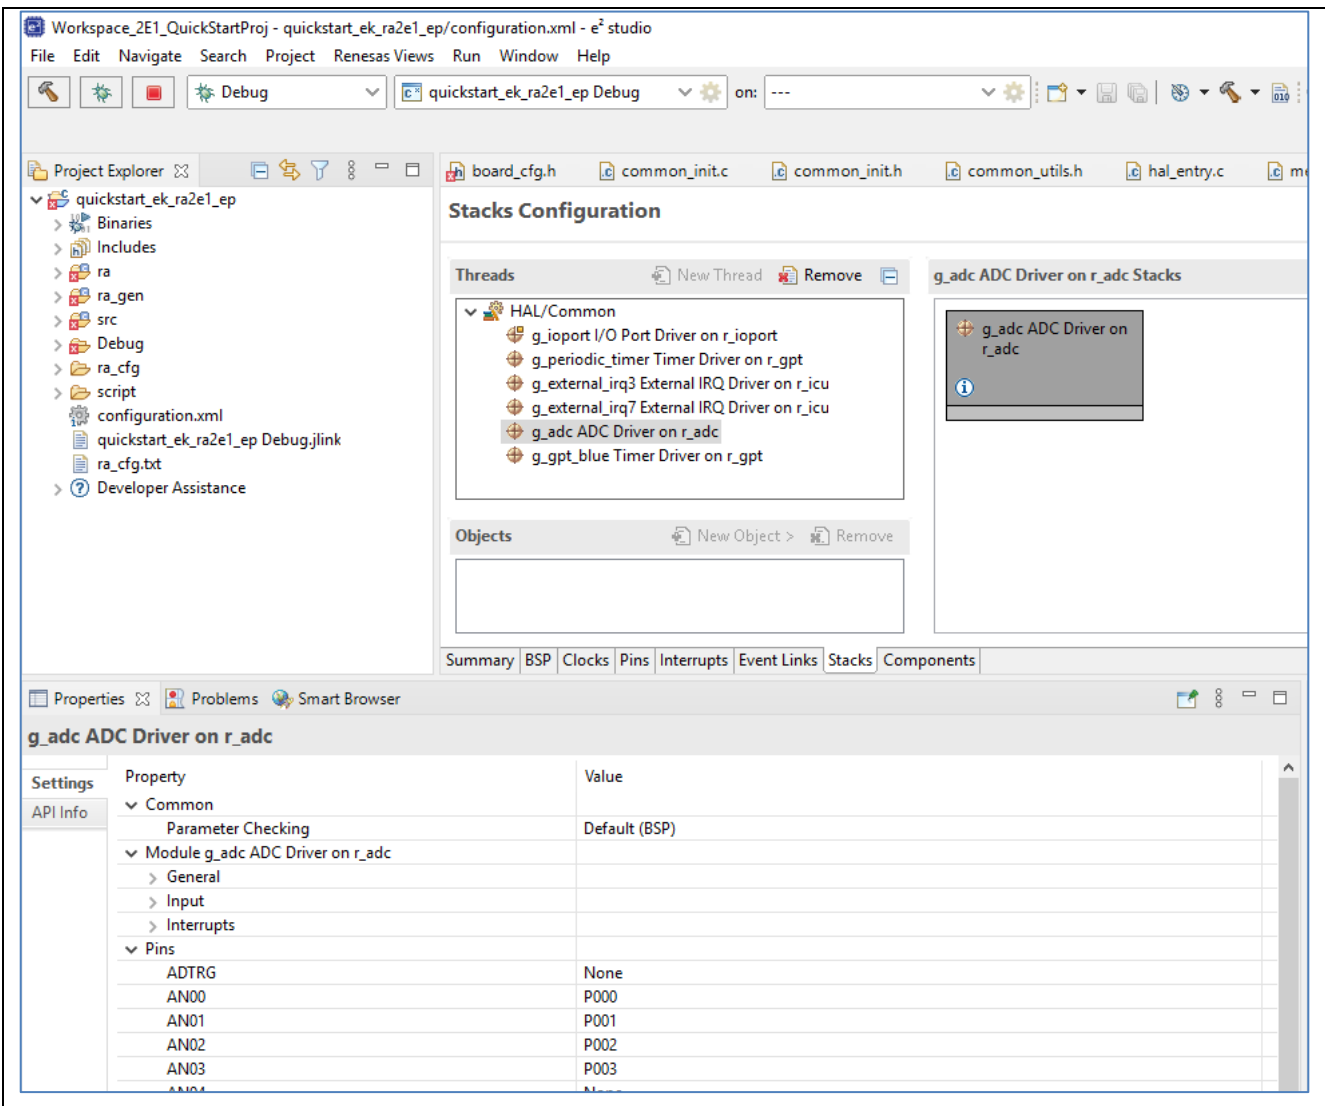 Workspace_2E1_QuickStartProj - quickstart_ek_ra2e1_ep/configuration.xml - e² studio
File Edit Navigate Search Project Renesas Views Run Window Help
Debug quickstart_ek_ra2e1_ep Debug on: ---
Project Explorer
board_cfg.h common_init.c common_init.h common_utils.h hal_entry.c
quickstart_ek_ra2e1_ep
Binaries
Includes
ra
ra_gen
src
Debug
ra_cfg
script
configuration.xml
quickstart_ek_ra2e1_ep Debug.jlink
ra_cfg.txt
Developer Assistance
Stacks Configuration
Threads New Thread Remove
HAL/Common
g_ioport I/O Port Driver on r_ioport
g_periodic_timer Timer Driver on r_gpt
g_external_irq3 External IRQ Driver on r_icu
g_external_irq7 External IRQ Driver on r_icu
g_adc ADC Driver on r_adc
g_gpt_blue Timer Driver on r_gpt
Objects New Object > Remove
g_adc ADC Driver on r_adc Stacks
g_adc ADC Driver on
r_adc
Summary BSP Clocks Pins Interrupts Event Links Stacks Components
Properties Problems Smart Browser
g_adc ADC Driver on r_adc
Settings
API Info
Property Value
Common
Parameter Checking Default (BSP)
Module g_adc ADC Driver on r_adc
General
Input
Interrupts
Pins
ADTRG None
AN00 P000
AN01 P001
AN02 P002
AN03 P003